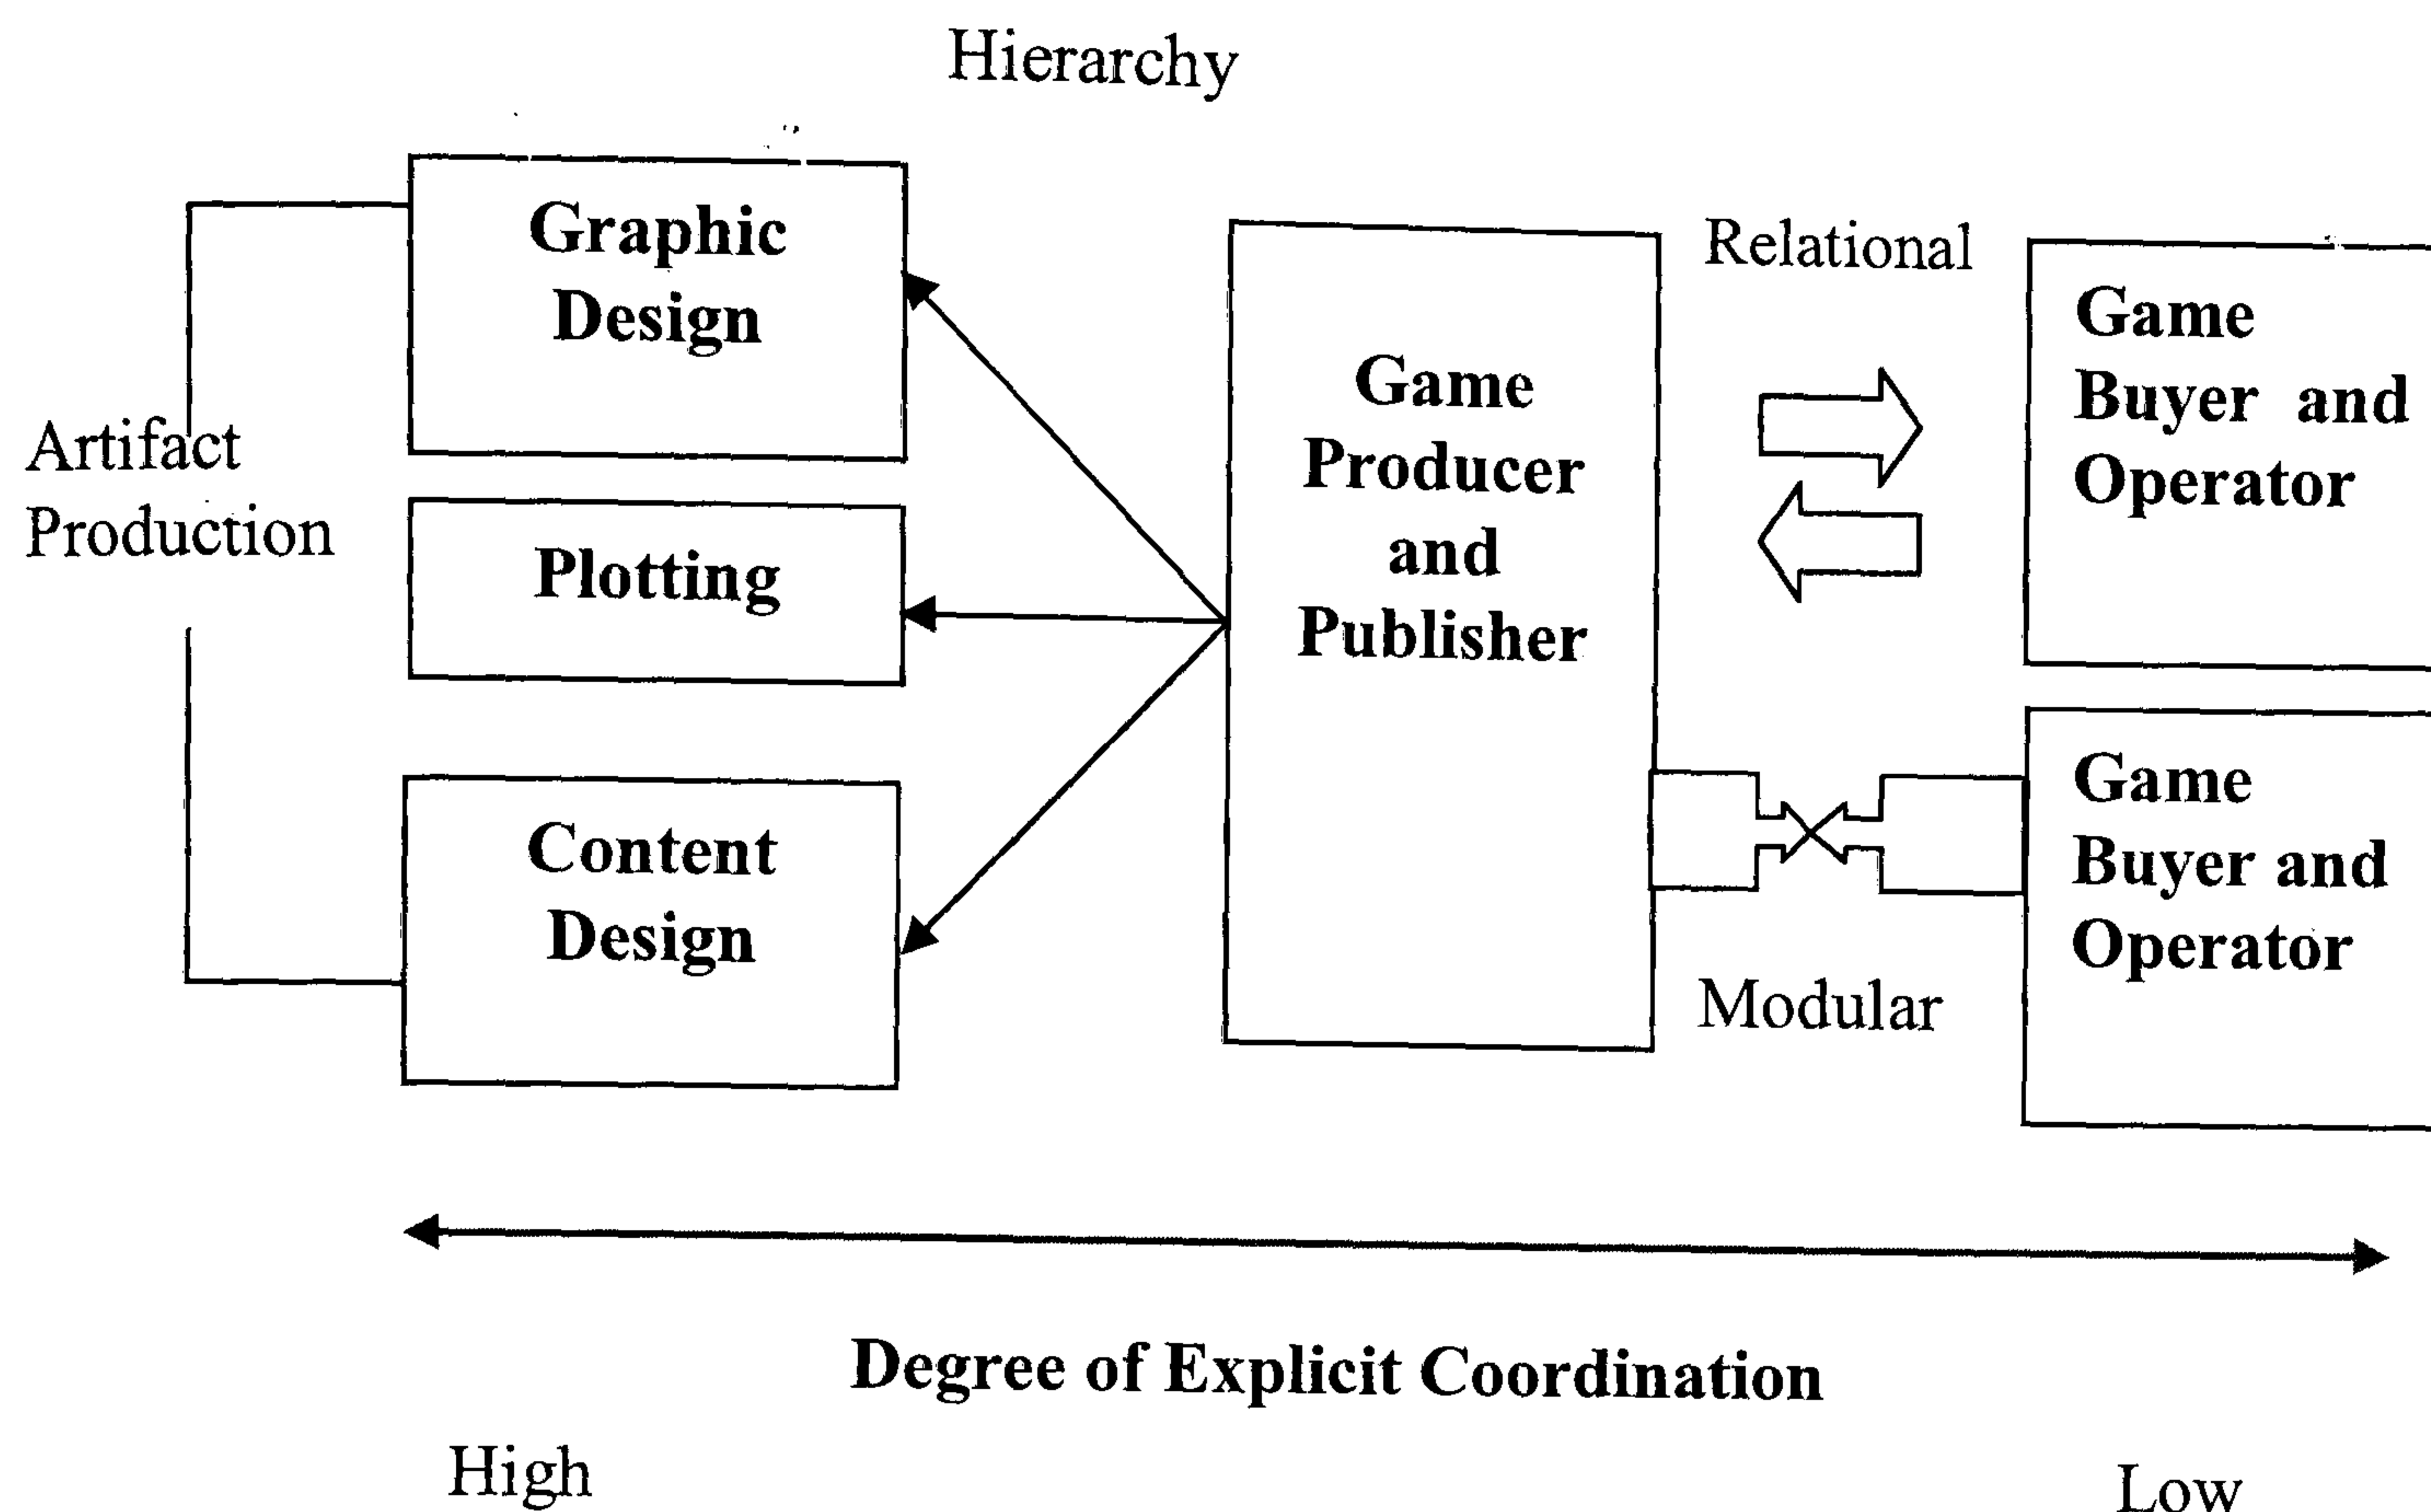 Hierarchy
Graphic
Design
Artifact
Production
Plotting
Content
Design
Game
Producer
and
Publisher
Relational
Modular
Game
Buyer and
Operator
Game
Buyer and
Operator
Degree of Explicit Coordination
High
Low